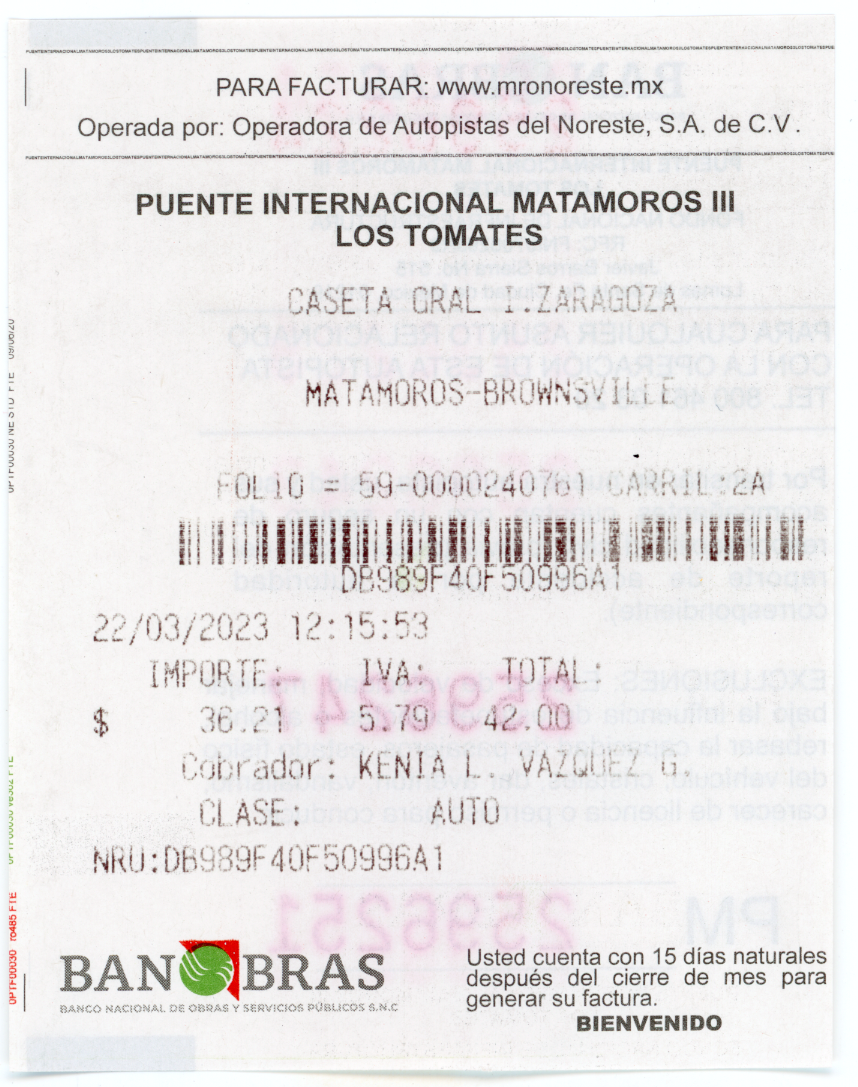 PARA FACTURAR: www.mronoreste.mx
Operada por: Operadora de Autopistas del Noreste, S.A. de C.V.
PUENTE INTERNACIONAL MATAMOROS III
LOS TOMATES
CASETA GRAL I.ZARAGOZA
MATAMOROS-BROWNSVILLE
FOLIO = 59-0000240761 CARRIL:2A
DB989F40F50996A1
22/03/2023 12:15:53
IMPORTE: IVA: TOTAL:
$ 36.21 5.79 42.00
Cobrador: KENIA L. VAZQUEZ G.
CLASE: AUTO
NRU:DB989F40F50996A1
BANOBRAS
BANCO NACIONAL DE OBRAS Y SERVICIOS PÚBLICOS S.N.C
Usted cuenta con 15 días naturales
después del cierre de mes para
generar su factura.
BIENVENIDO